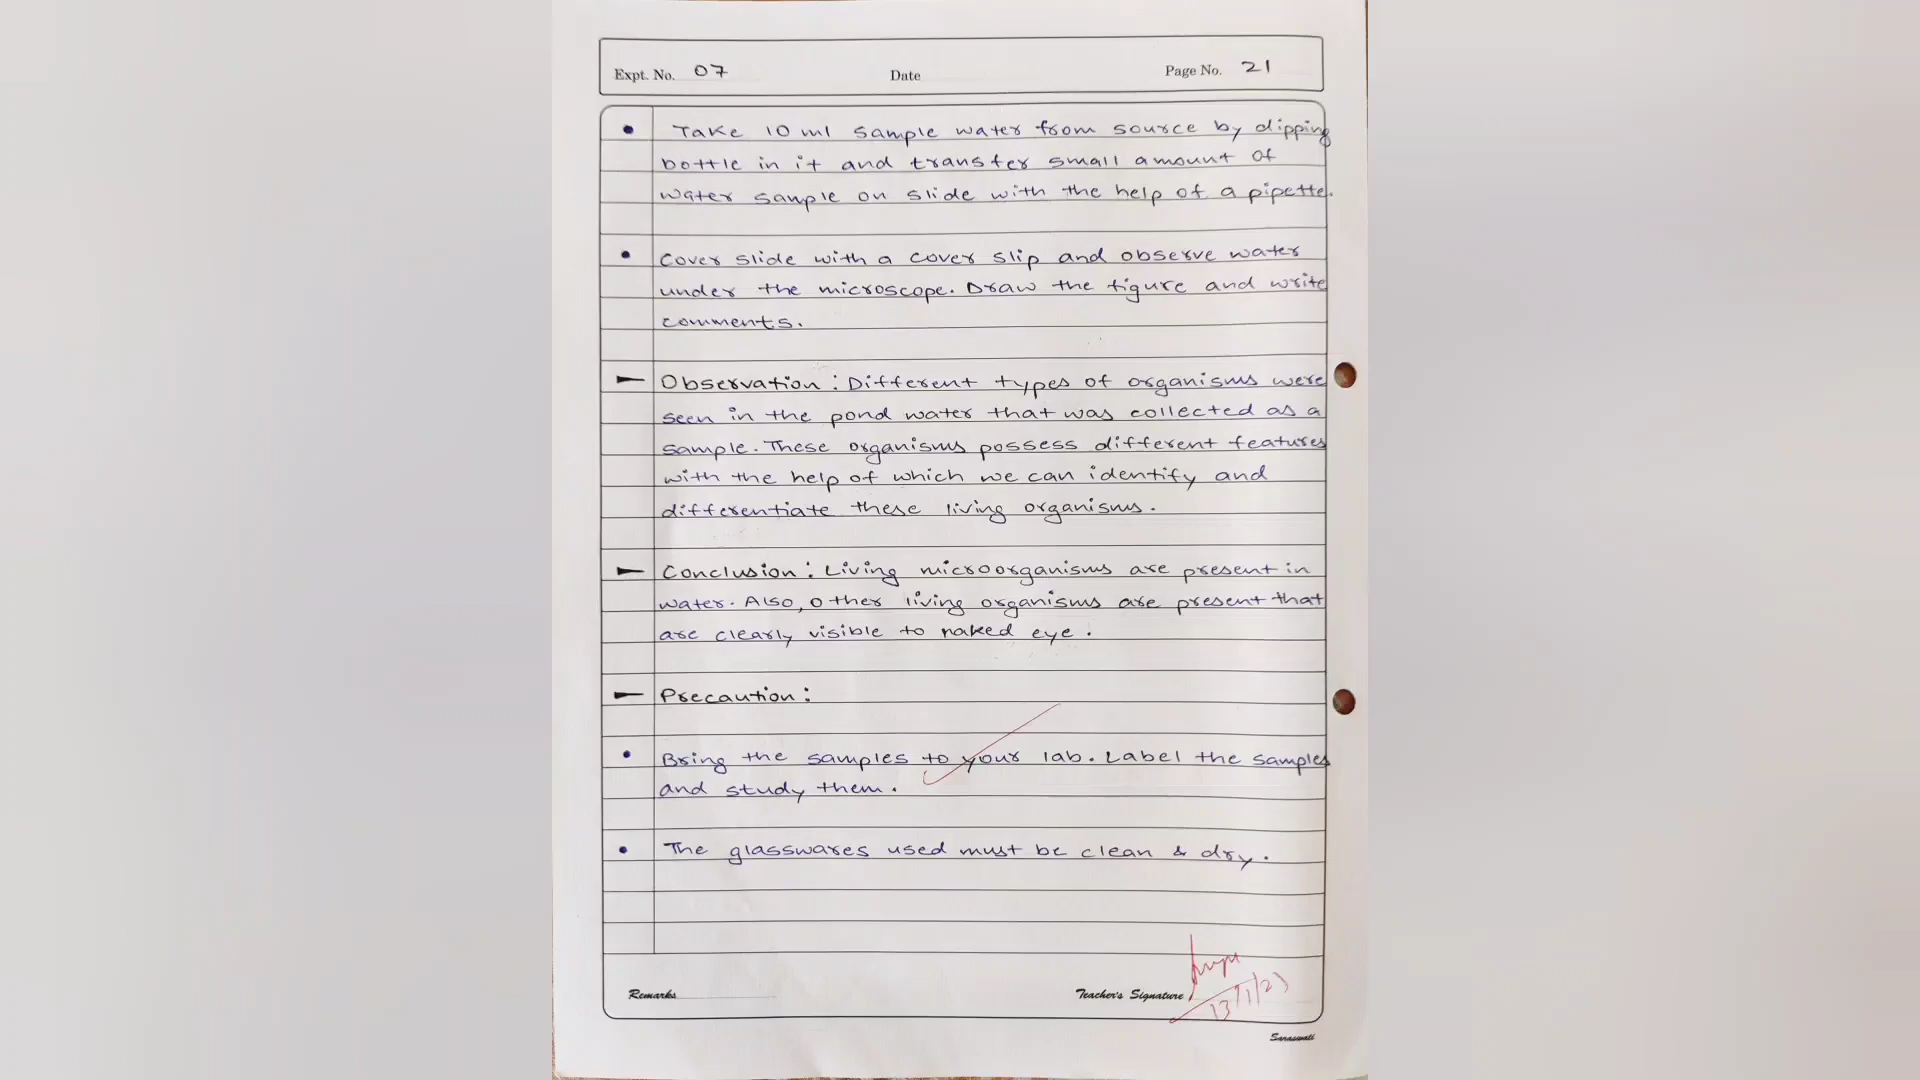 Expt. No. 07 Date Page No. 21
• Take 10 ml sample water from source by dipping
bottle in it and transfer small amount of
water sample on slide with the help of a pipette.
• Cover slide with a cover slip and observe water
under the microscope. Draw the figure and write
comments.
Observation : Different types of organisms were
seen in the pond water that was collected as a
sample. These organisms possess different features
with the help of which we can identify and
differentiate these living organisms.
Conclusion : Living microorganisms are present in
water. Also, other living organisms are present that
are clearly visible to naked eye.
Precaution :
• Bring the samples to your lab. Label the samples
and study them.
• The glasswares used must be clean & dry.
Remarks Teacher's Signature
13/1/23
Saraswati